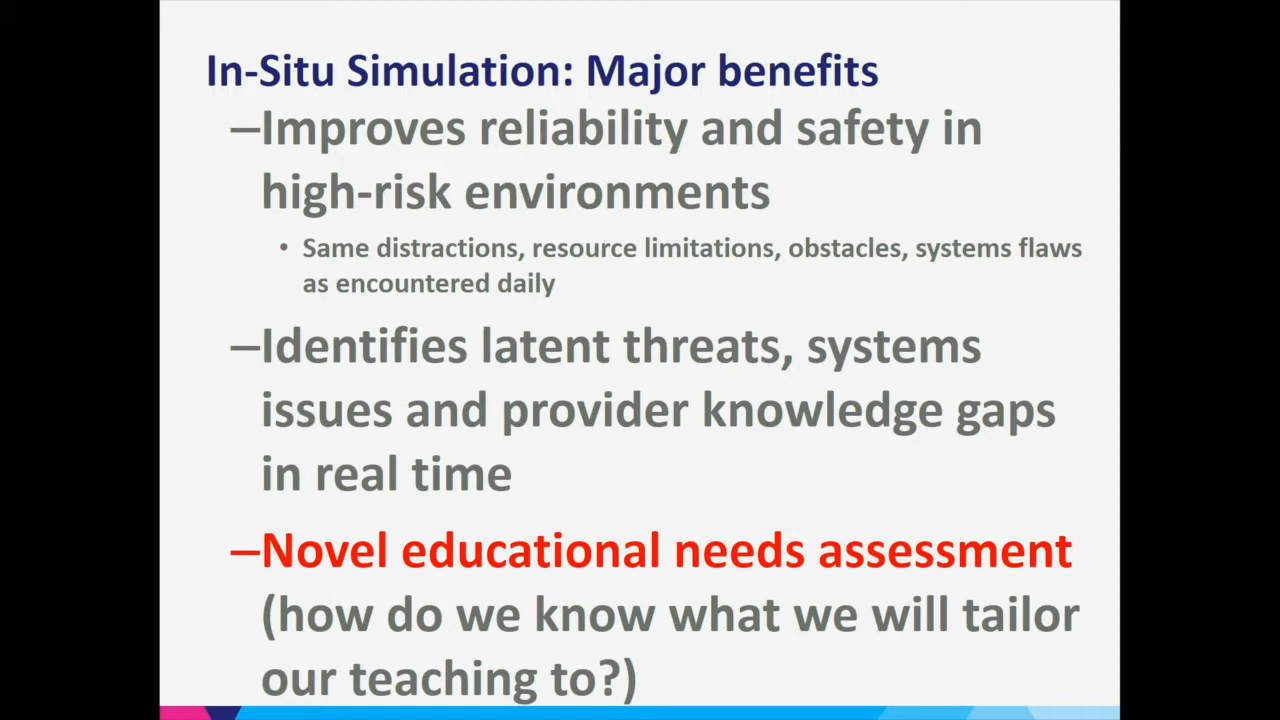 In-Situ Simulation: Major benefits
–Improves reliability and safety in
high-risk environments
• Same distractions, resource limitations, obstacles, systems flaws
as encountered daily
–Identifies latent threats, systems
issues and provider knowledge gaps
in real time
–Novel educational needs assessment
(how do we know what we will tailor
our teaching to?)